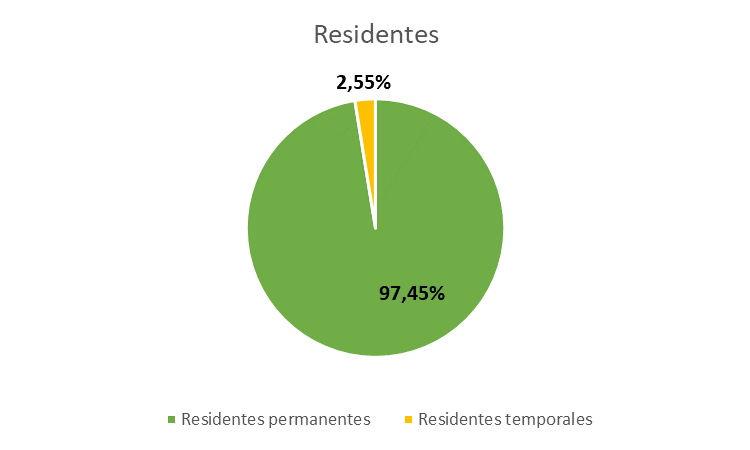 Residentes
2,55%
97,45%
Residentes permanentes
Residentes temporales